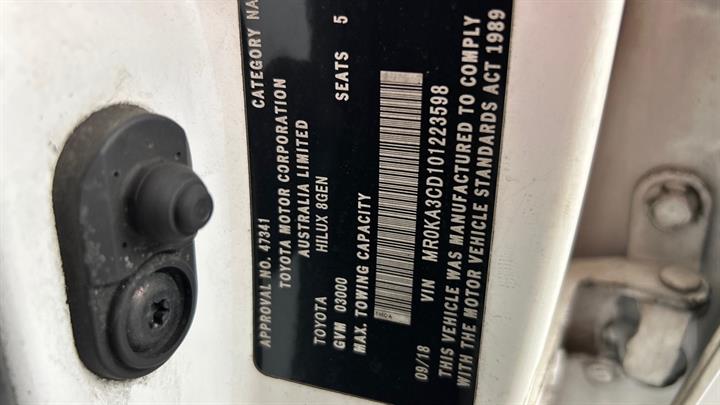 APPROVAL NO. 47341 CATEGORY NA
TOYOTA MOTOR CORPORATION
AUSTRALIA LIMITED
TOYOTA HILUX 8GEN
GVM 03000 SEATS 5
MAX. TOWING CAPACITY
09/18 VIN MR0KA3CD101223598
THIS VEHICLE WAS MANUFACTURED TO COMPLY
WITH THE MOTOR VEHICLE STANDARDS ACT 1989